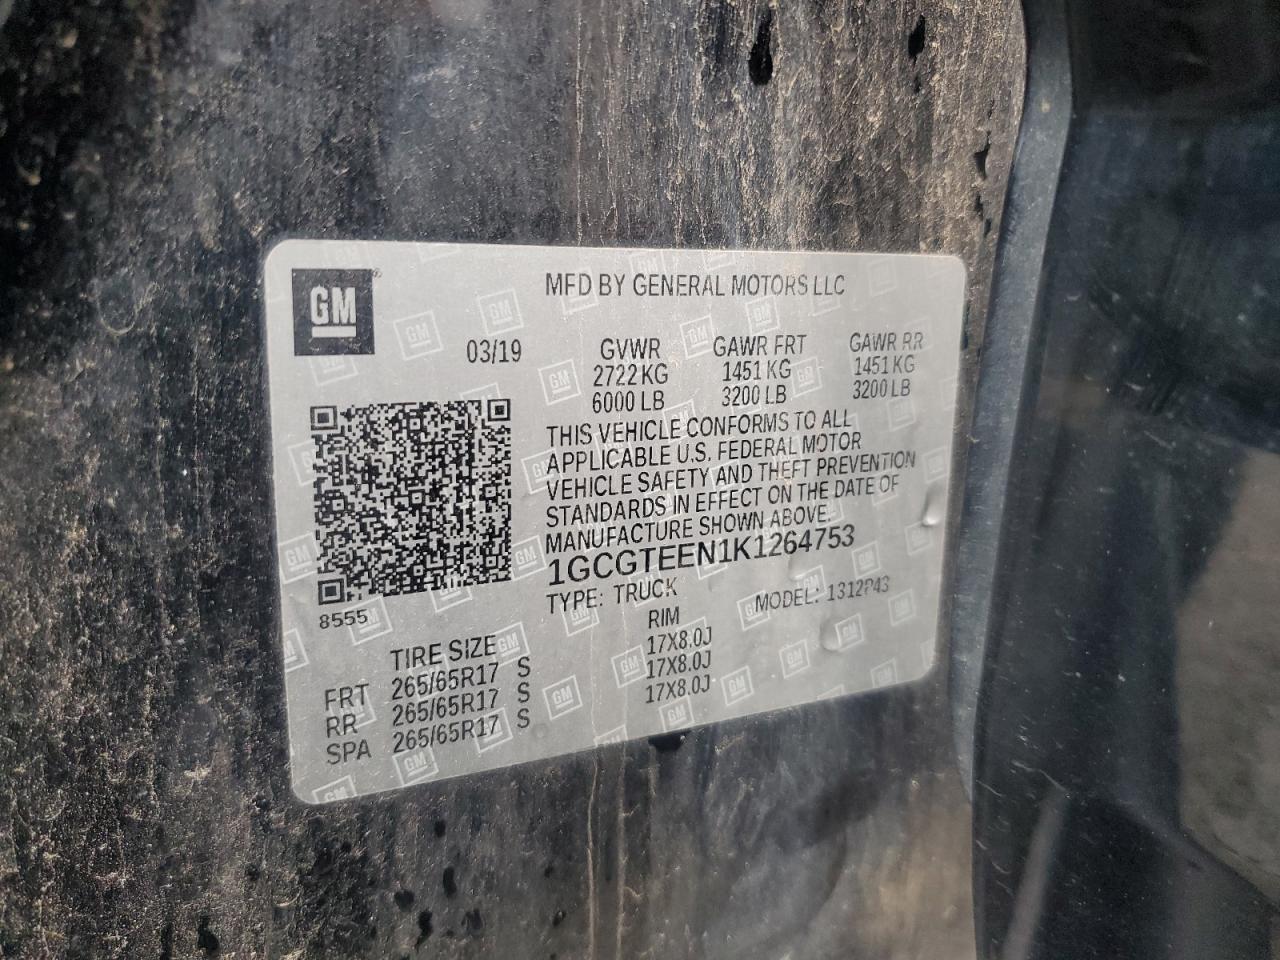 GM
MFD BY GENERAL MOTORS LLC
03/19
GVWR GAWR FRT GAWR RR
2722 KG 1451 KG 1451 KG
6000 LB 3200 LB 3200 LB
THIS VEHICLE CONFORMS TO ALL
APPLICABLE U.S. FEDERAL MOTOR
VEHICLE SAFETY AND THEFT PREVENTION
STANDARDS IN EFFECT ON THE DATE OF
MANUFACTURE SHOWN ABOVE.
1GCGTEEN1K1264753
TYPE: TRUCK MODEL:
8555
TIRE SIZE RIM
FRT 265/65R17 S 17X8.0J
RR 265/65R17 S 17X8.0J
SPA 265/65R17 S 17X8.0J